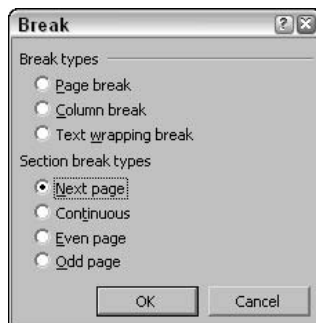 Break
Break types
Page break
Column break
Text wrapping break
Section break types
Next page
Continuous
Even page
Odd page
OK Cancel